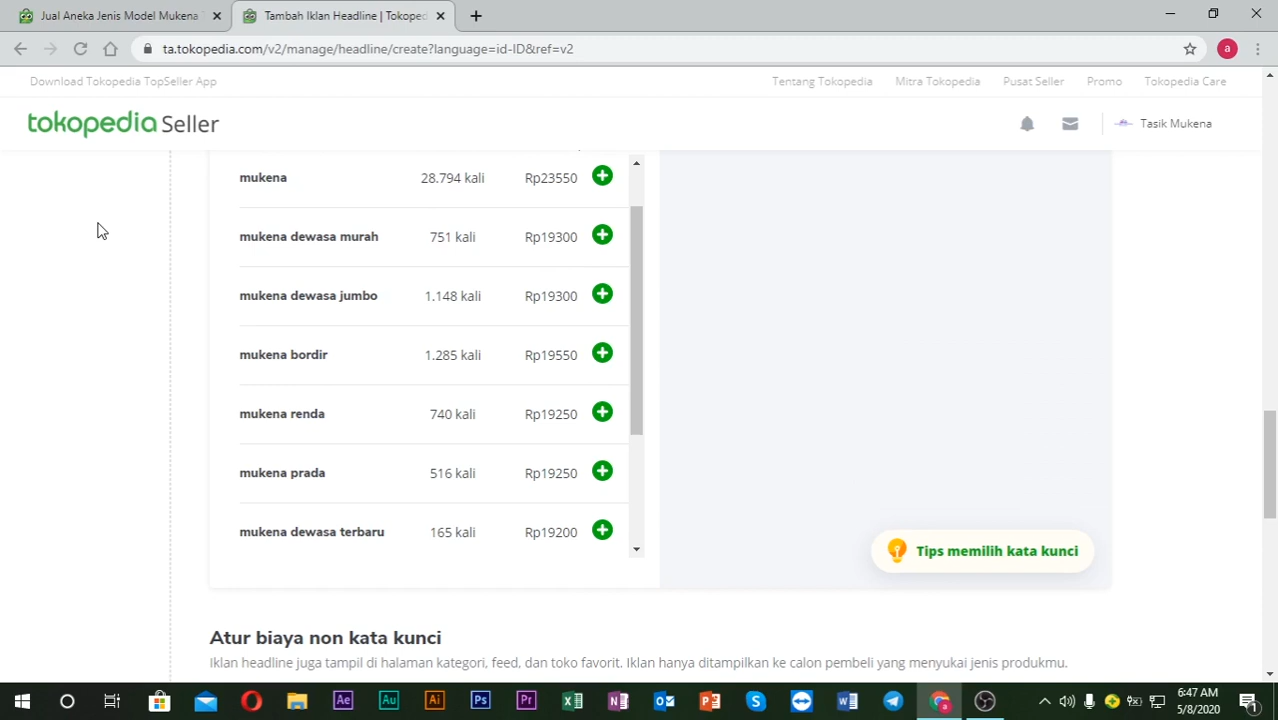 Jual Aneka Jenis Model Mukena
Tambah Iklan Headline | Tokoped
ta.tokopedia.com/v2/manage/headline/create?language=id-ID&ref=v2
a
Download Tokopedia TopSeller App
Tentang Tokopedia
Mitra Tokopedia
Pusat Seller
Promo
Tokopedia Care
tokopedia Seller
Tasik Mukena
mukena 28.794 kali Rp23550
mukena dewasa murah 751 kali Rp19300
mukena dewasa jumbo 1.148 kali Rp19300
mukena bordir 1.285 kali Rp19550
mukena renda 740 kali Rp19250
mukena prada 516 kali Rp19250
mukena dewasa terbaru 165 kali Rp19200
Tips memilih kata kunci
Atur biaya non kata kunci
Iklan headline juga tampil di halaman kategori, feed, dan toko favorit. Iklan hanya ditampilkan ke calon pembeli yang menyukai jenis produkmu.
Ae Au Ai Ps Pr
6:47 AM
5/8/2020
1